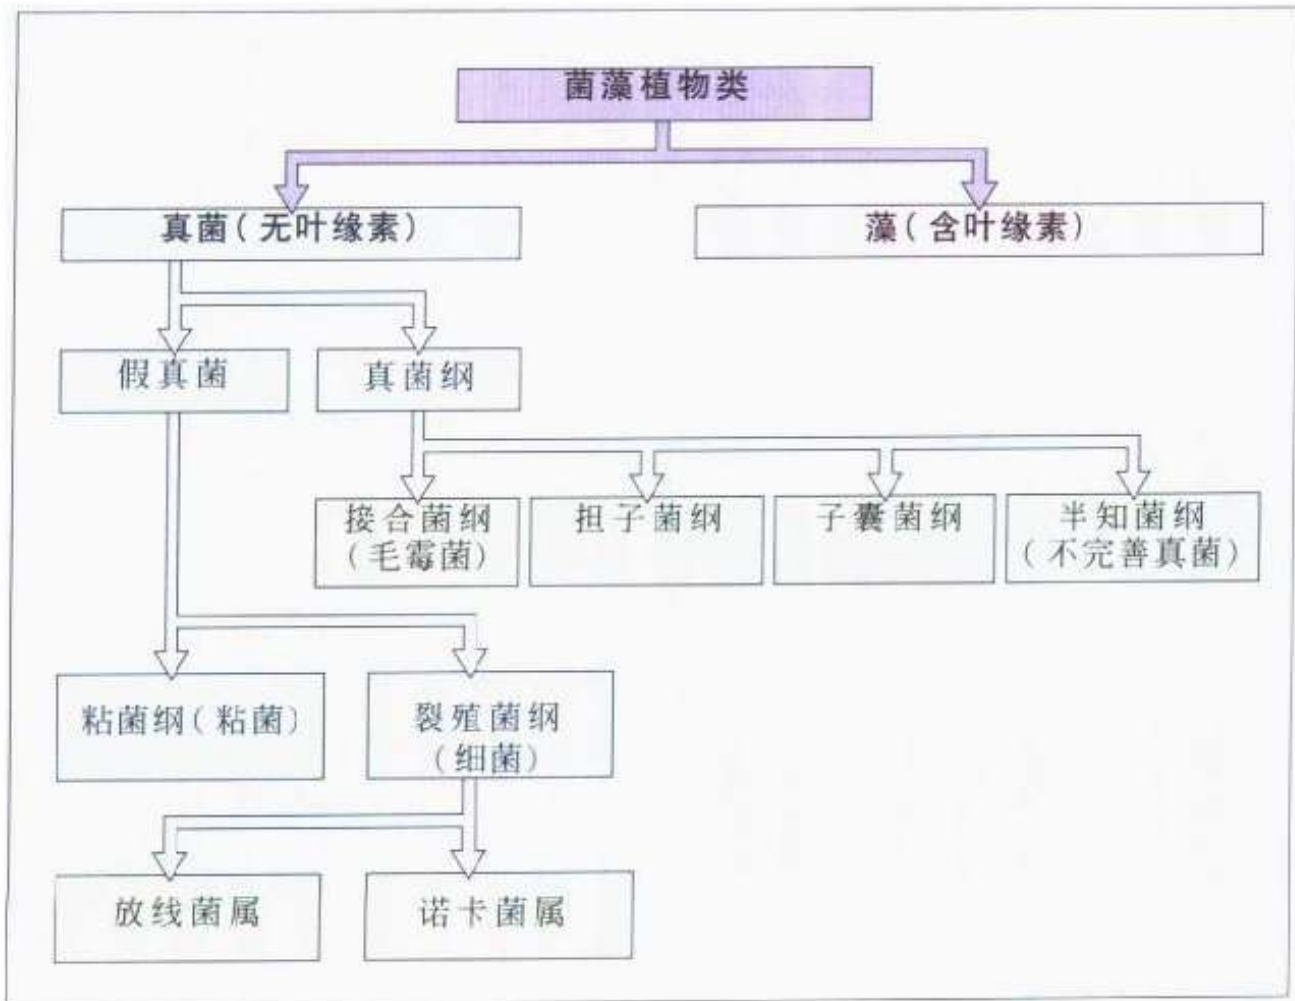 菌藻植物类
真菌(无叶缘素)
藻(含叶缘素)
假真菌
真菌纲
接合菌纲
(毛霉菌)
担子菌纲
子囊菌纲
半知菌纲
(不完善真菌)
粘菌纲(粘菌)
裂殖菌纲
(细菌)
放线菌属
诺卡菌属